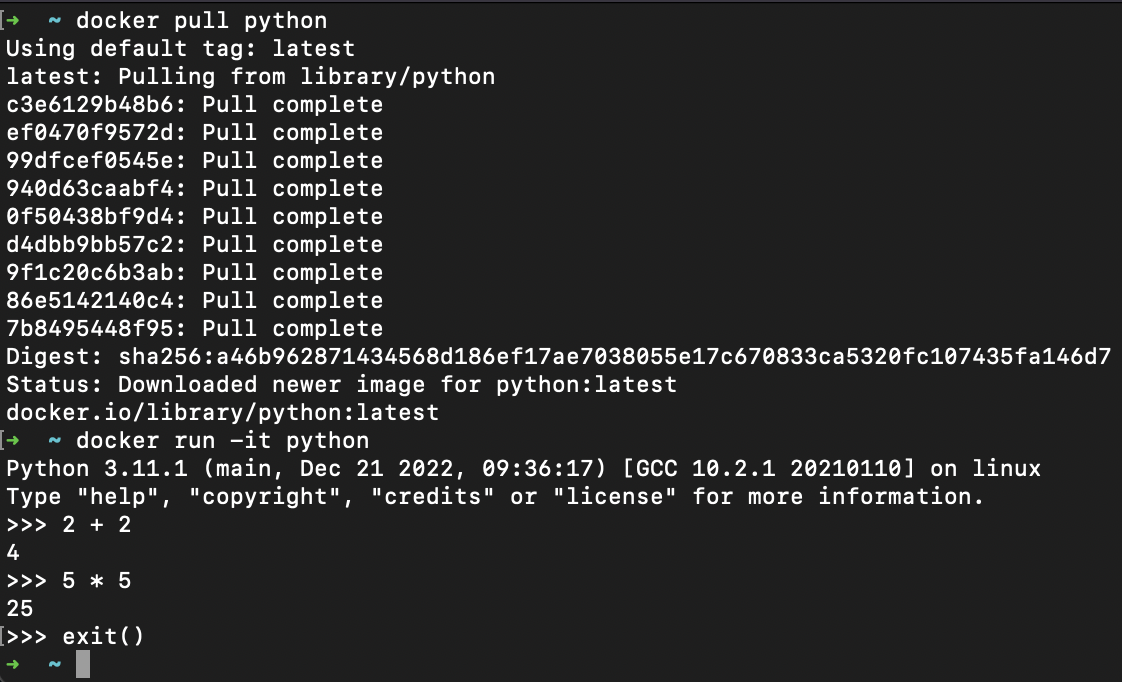 [➜  ~ docker pull python
Using default tag: latest
latest: Pulling from library/python
c3e6129b48b6: Pull complete
ef0470f9572d: Pull complete
99dfcef0545e: Pull complete
940d63caabf4: Pull complete
0f50438bf9d4: Pull complete
d4dbb9bb57c2: Pull complete
9f1c20c6b3ab: Pull complete
86e5142140c4: Pull complete
7b8495448f95: Pull complete
Digest: sha256:a46b962871434568d186ef17ae7038055e17c670833ca5320fc107435fa146d7
Status: Downloaded newer image for python:latest
docker.io/library/python:latest
[➜  ~ docker run -it python
Python 3.11.1 (main, Dec 21 2022, 09:36:17) [GCC 10.2.1 20210110] on linux
Type "help", "copyright", "credits" or "license" for more information.
>>> 2 + 2
4
>>> 5 * 5
25
[>>> exit()
➜  ~